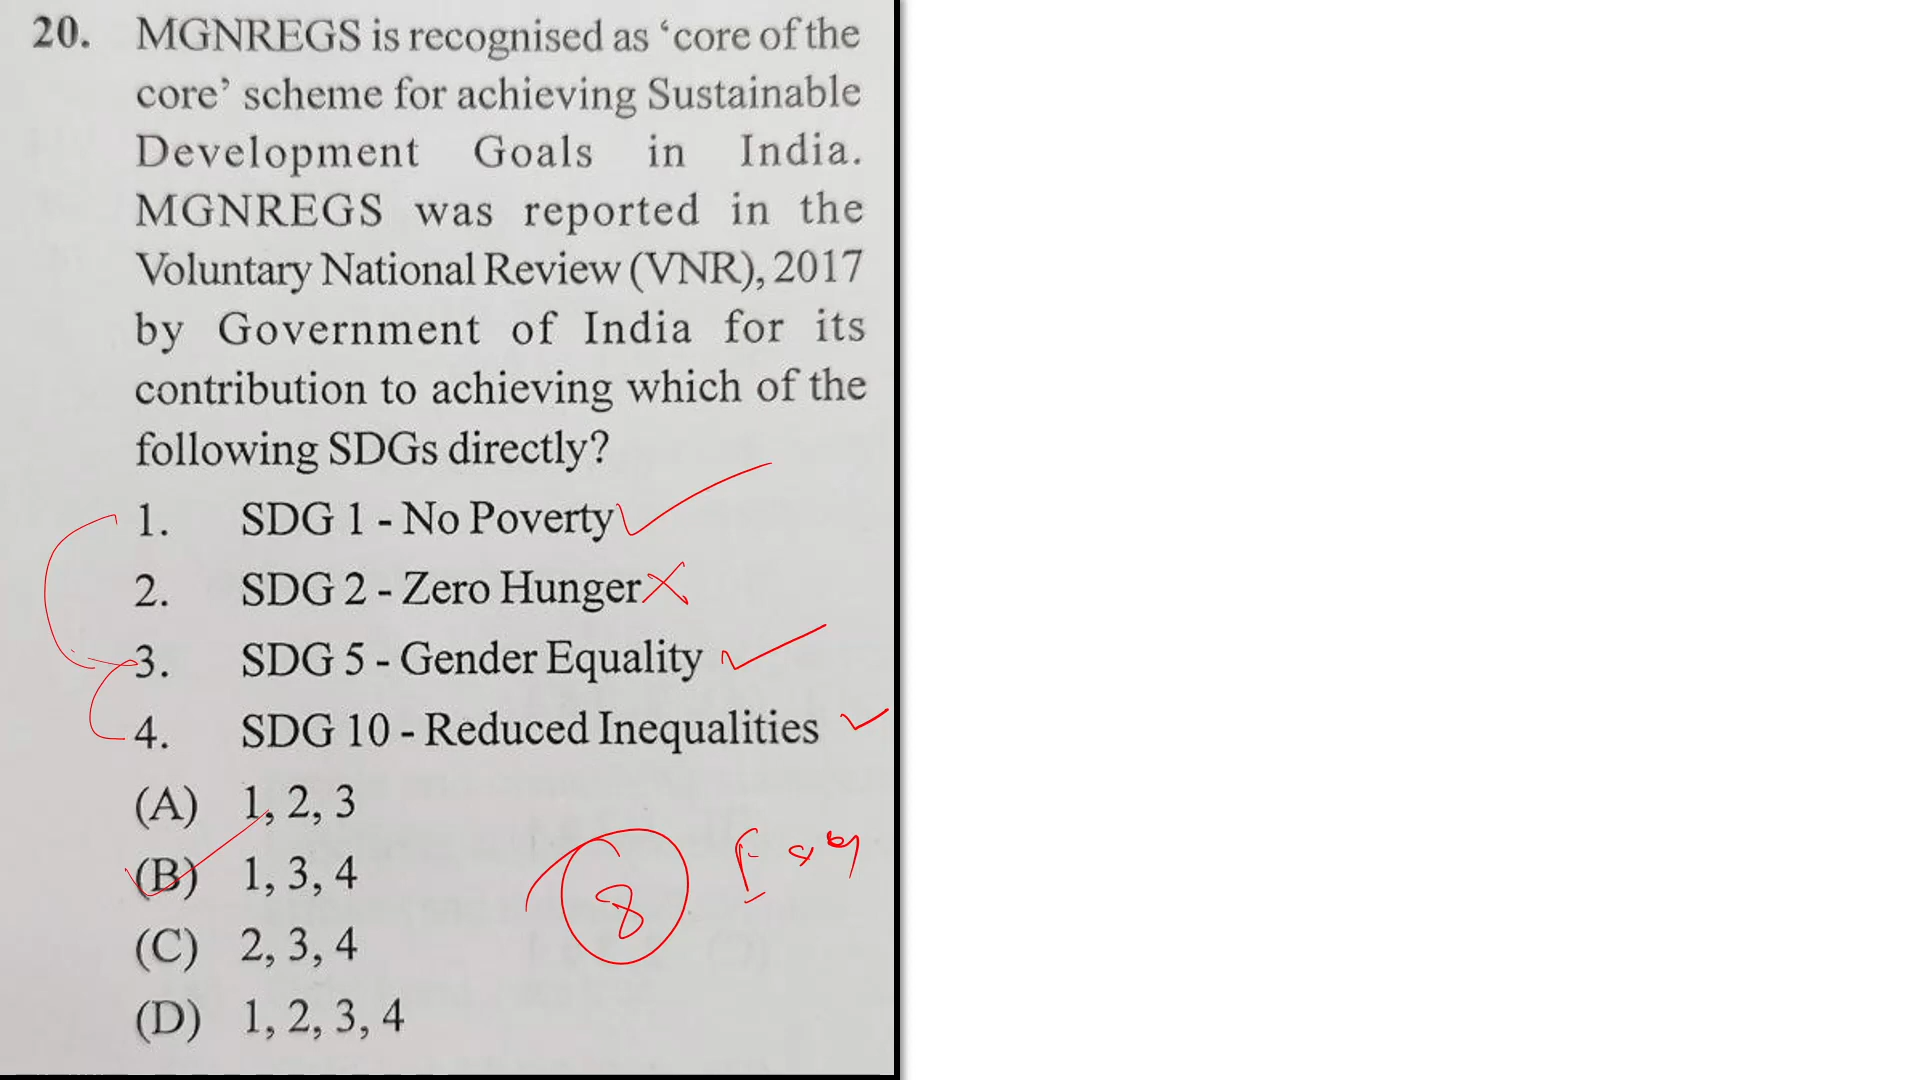 20. MGNREGS is recognised as ‘core of the
core’ scheme for achieving Sustainable
Development Goals in India.
MGNREGS was reported in the
Voluntary National Review (VNR), 2017
by Government of India for its
contribution to achieving which of the
following SDGs directly?
1. SDG 1 - No Poverty
2. SDG 2 - Zero Hunger
3. SDG 5 - Gender Equality
4. SDG 10 - Reduced Inequalities
(A) 1, 2, 3
(B) 1, 3, 4
(C) 2, 3, 4
(D) 1, 2, 3, 4
8